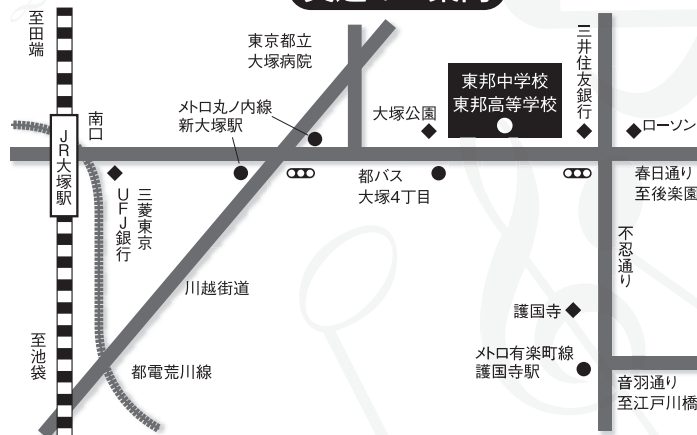 至田端
東京都立
大塚病院
三井住友銀行
東邦中学校
東邦高等学校
南口
メトロ丸ノ内線
新大塚駅
大塚公園
ローソン
JR大塚駅
三菱東京
UFJ銀行
都バス
大塚4丁目
春日通り
至後楽園
不忍通り
川越街道
護国寺
至池袋
都電荒川線
メトロ有楽町線
護国寺駅
音羽通り
至江戸川橋